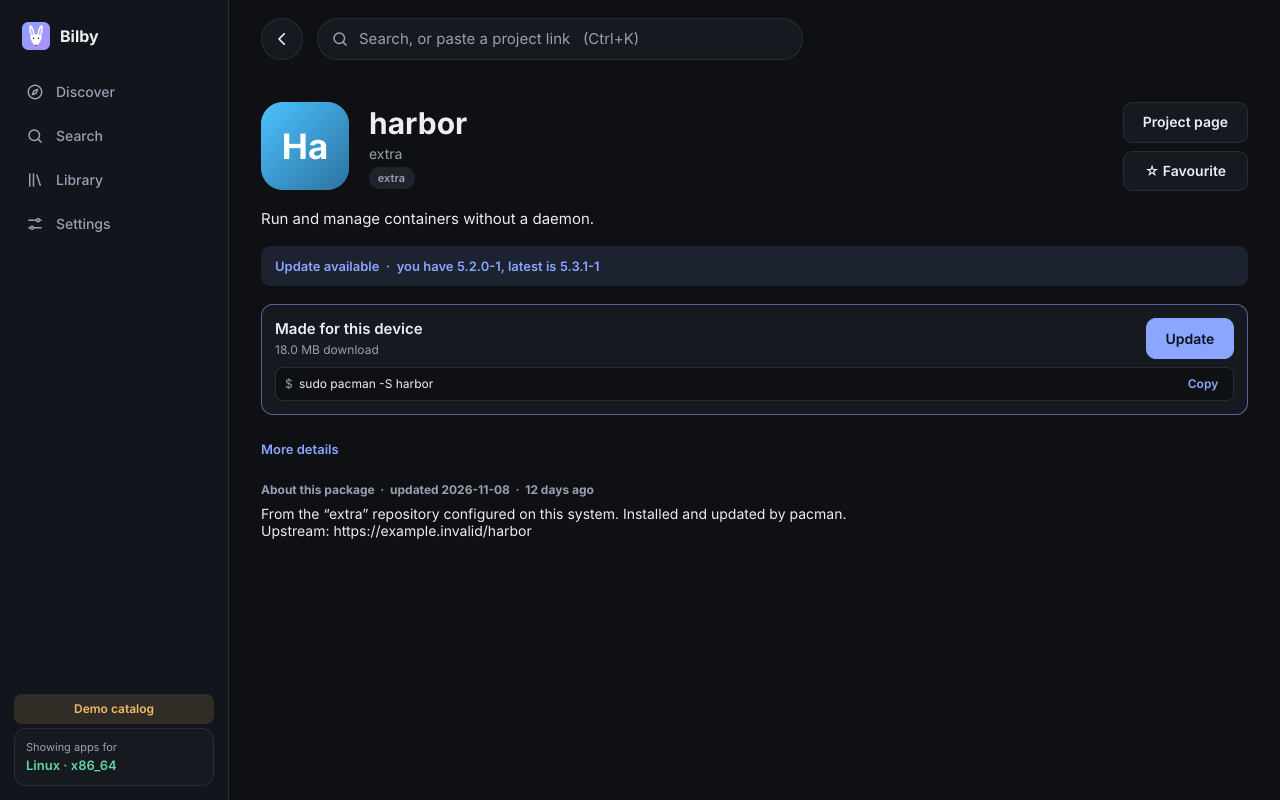 Bilby
Discover
Search
Library
Settings
Demo catalog
Showing apps for
Linux · x86_64
Search, or paste a project link (Ctrl+K)
Ha
harbor
extra
extra
Project page
☆ Favourite
Run and manage containers without a daemon.
Update available · you have 5.2.0-1, latest is 5.3.1-1
Made for this device
18.0 MB download
Update
$ sudo pacman -S harbor
Copy
More details
About this package · updated 2026-11-08 · 12 days ago
From the “extra” repository configured on this system. Installed and updated by pacman.
Upstream: https://example.invalid/harbor